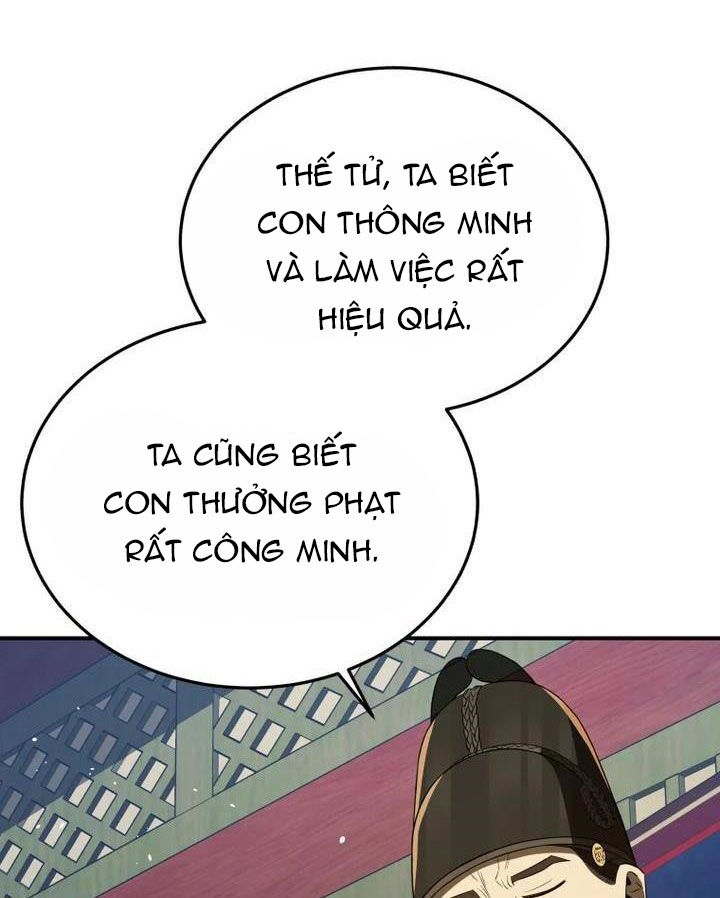 THẾ TỬ, TA BIẾT
CON THÔNG MINH
VÀ LÀM VIỆC RẤT
HIỆU QUẢ.
TA CŨNG BIẾT
CON THƯỞNG PHẠT
RẤT CÔNG MINH.